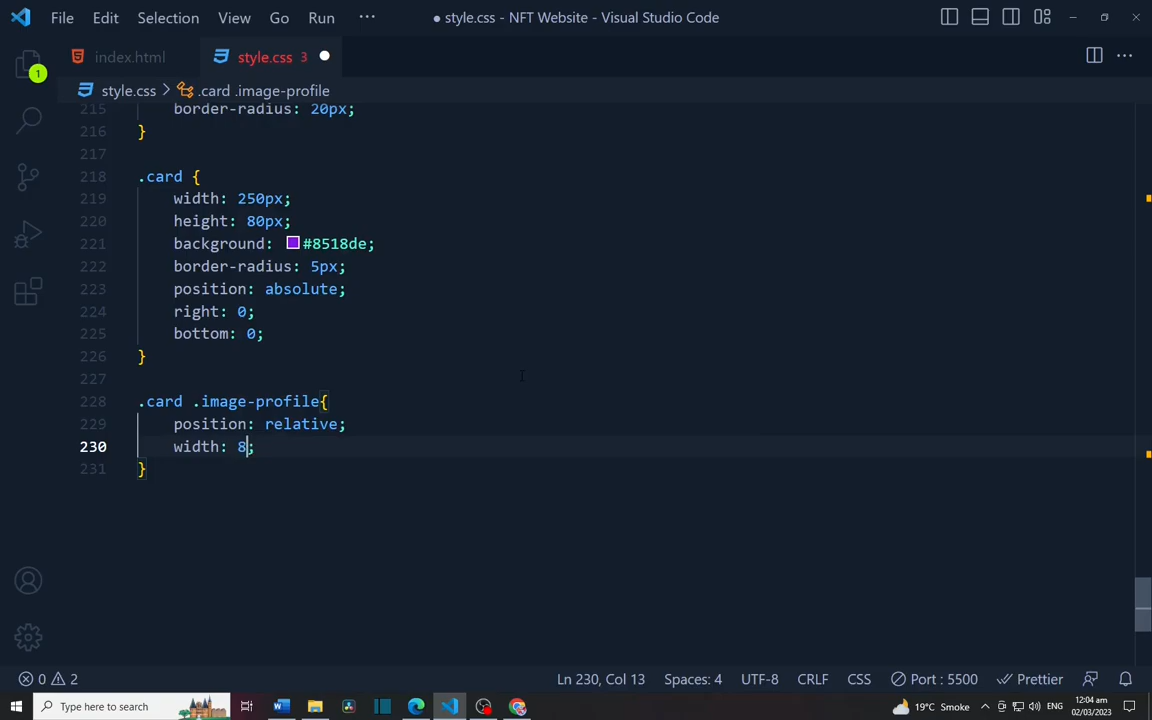 File Edit Selection View Go Run ··· ● style.css - NFT Website - Visual Studio Code
index.html style.css 3
style.css > .card .image-profile
1
215 border-radius: 20px;
216 }
217
218 .card {
219 width: 250px;
220 height: 80px;
221 background: #8518de;
222 border-radius: 5px;
223 position: absolute;
224 right: 0;
225 bottom: 0;
226 }
227
228 .card .image-profile{
229 position: relative;
230 width: 8;
231 }
0 2 Ln 230, Col 13 Spaces: 4 UTF-8 CRLF CSS Port : 5500 Prettier
Type here to search 19°C Smoke ENG 12:04 am
02/03/2023